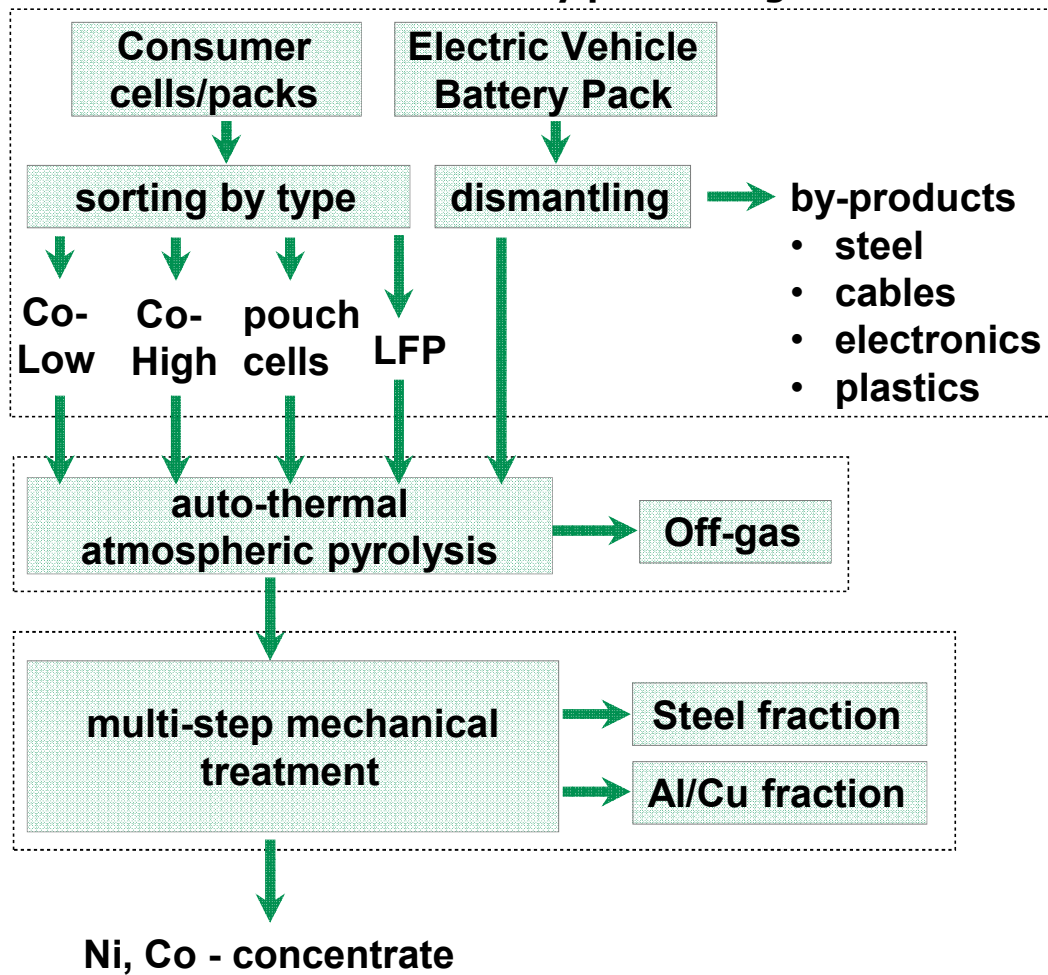 Consumer
cells/packs
Electric Vehicle
Battery Pack
sorting by type
dismantling
by-products
• steel
• cables
• electronics
• plastics
Co-
Low
Co-
High
pouch
cells
LFP
auto-thermal
atmospheric pyrolysis
Off-gas
multi-step mechanical
treatment
Steel fraction
Al/Cu fraction
Ni, Co - concentrate